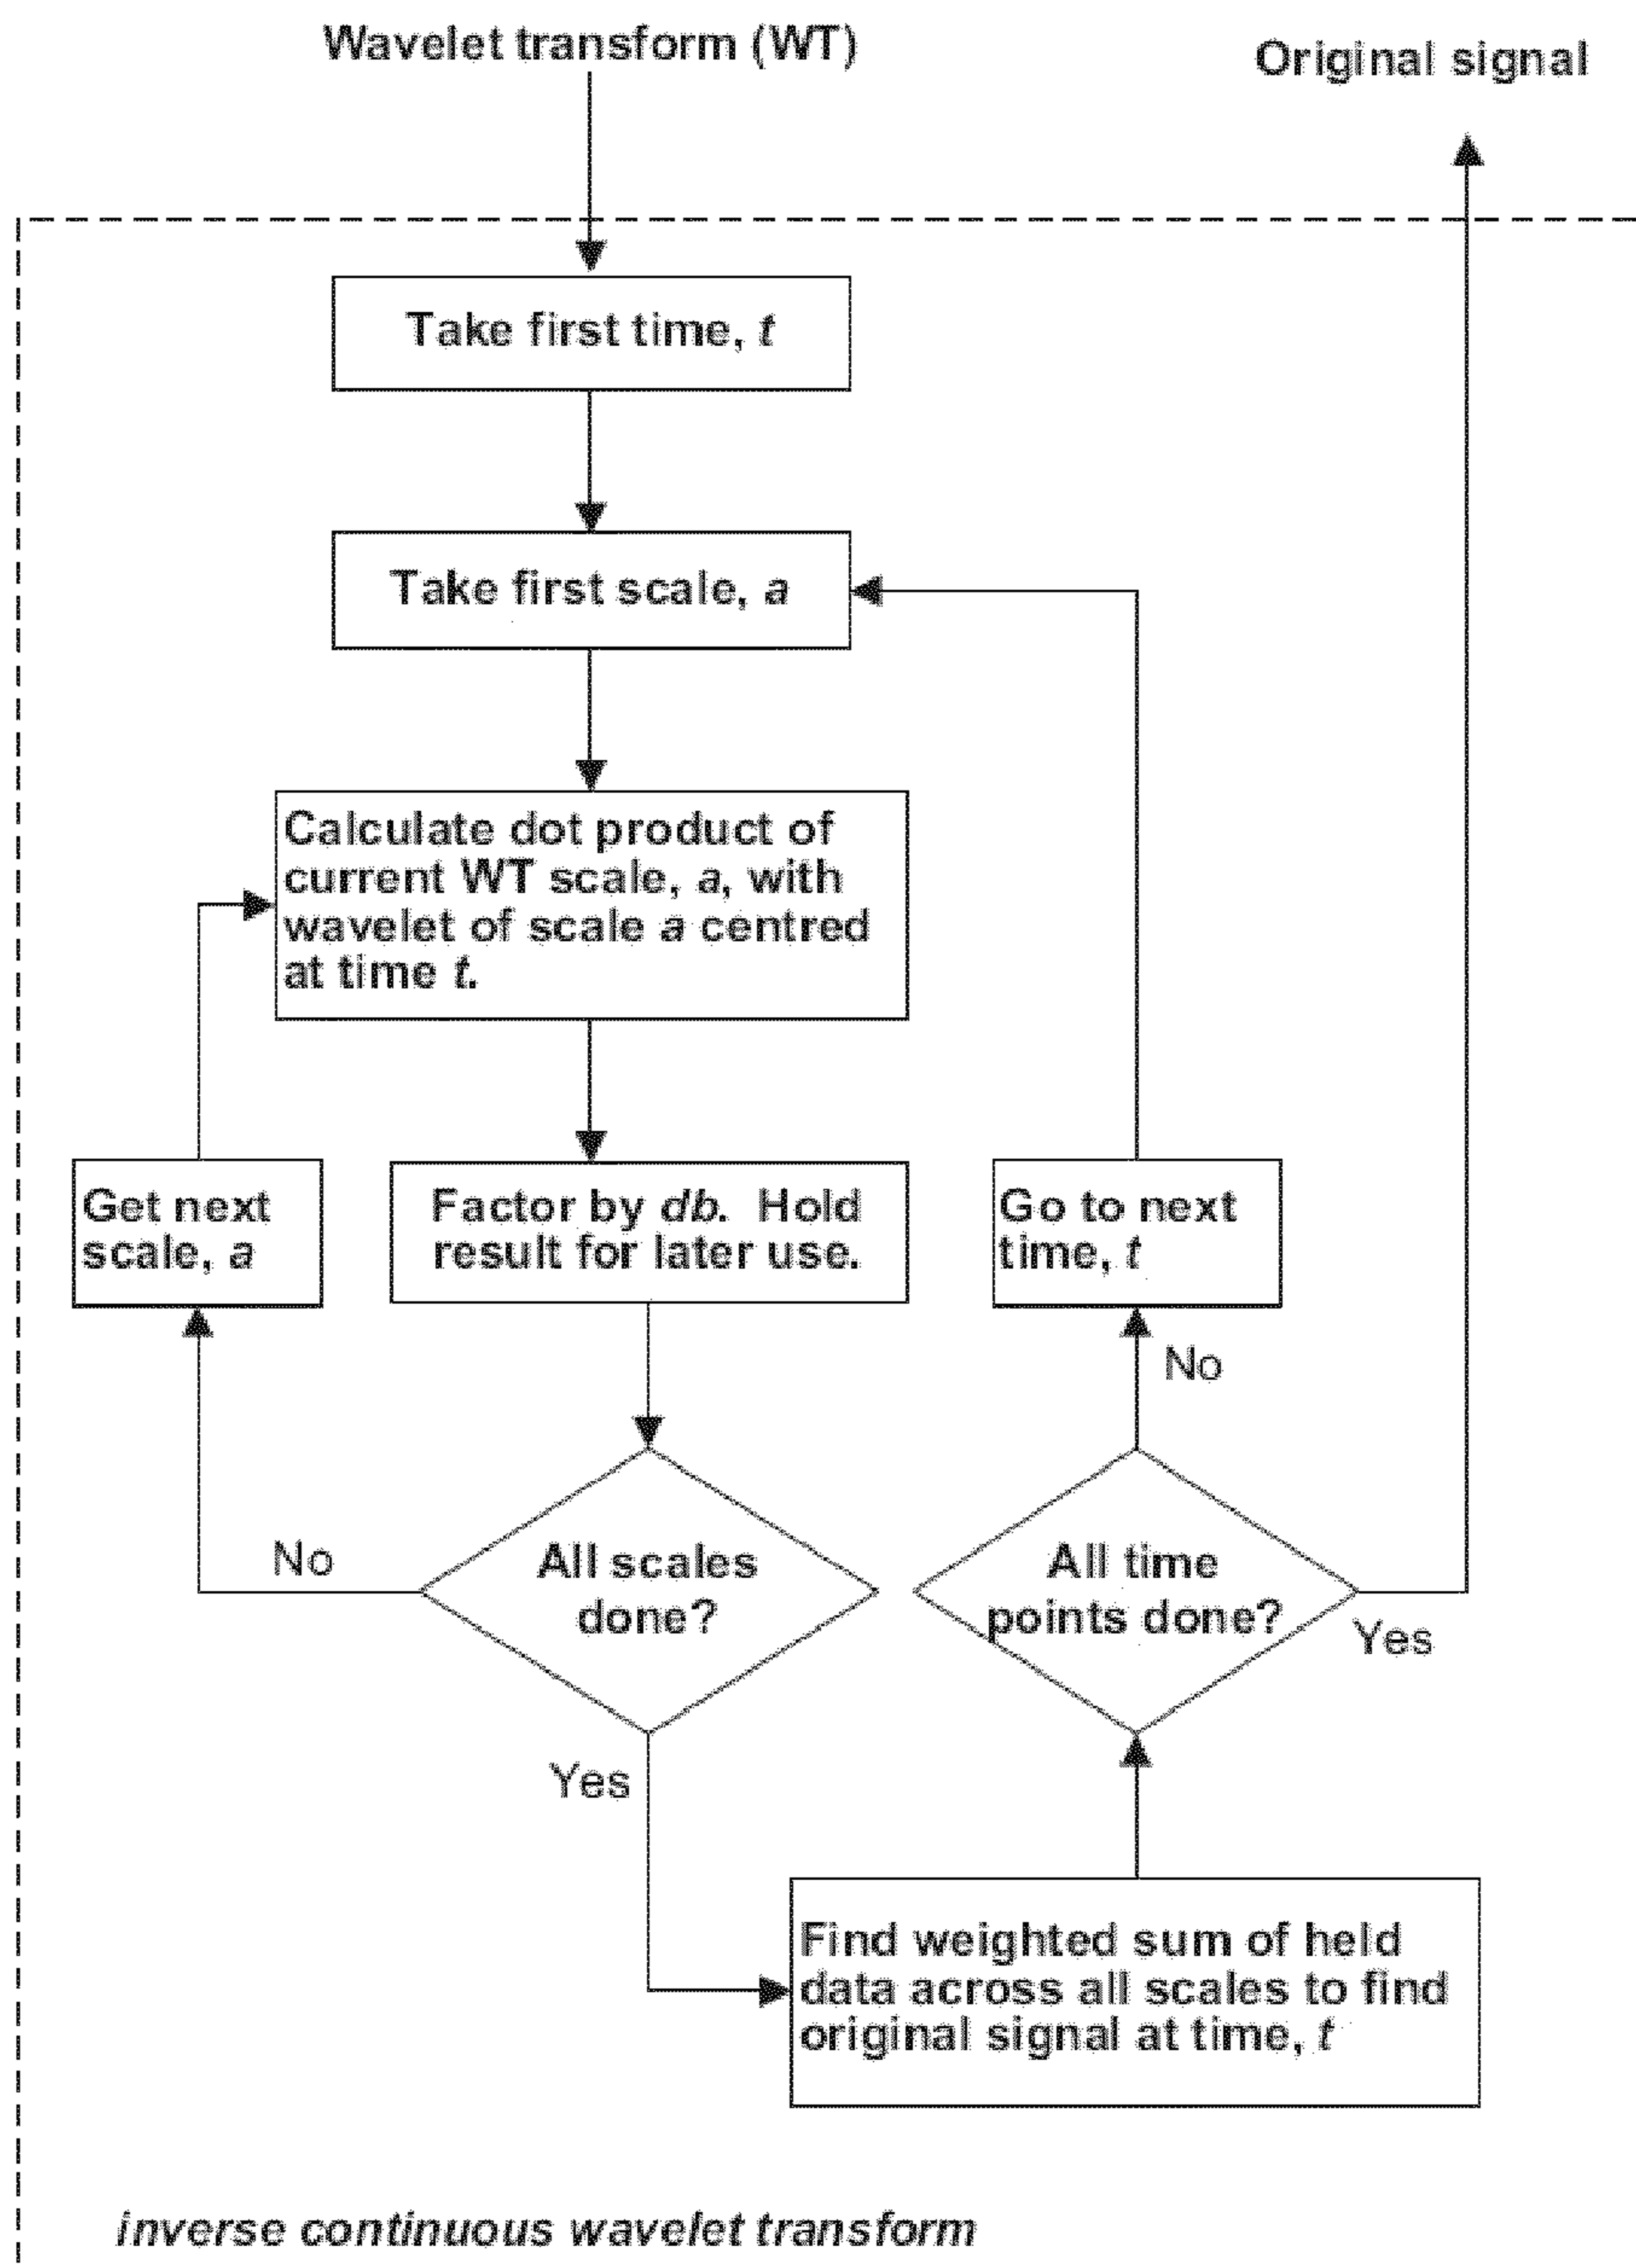 Wavelet transform (WT)
Original signal
Take first time, t
Take first scale, a
Calculate dot product of
current WT scale, a, with
wavelet of scale a centred
at time t.
Get next
scale, a
Factor by db. Hold
result for later use.
Go to next
time, t
No
No
All scales
done?
All time
points done?
Yes
Yes
Find weighted sum of held
data across all scales to find
original signal at time, t
inverse continuous wavelet transform